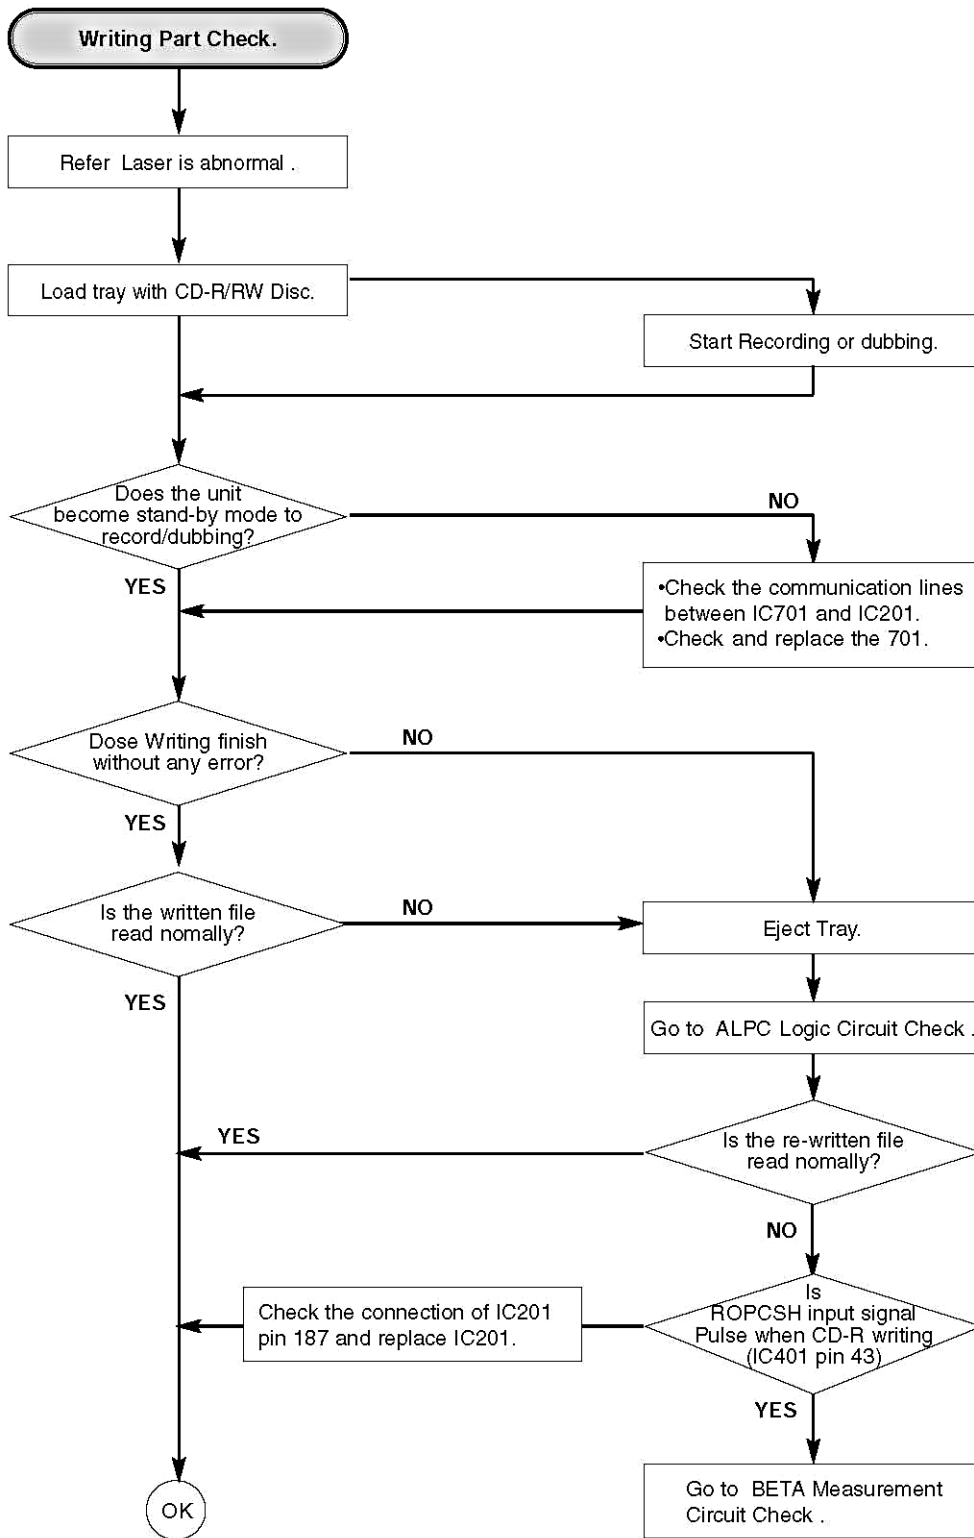 Writing Part Check.
Refer Laser is abnormal .
Load tray with CD-R/RW Disc.
Start Recording or dubbing.
Does the unit
become stand-by mode to
record/dubbing?
NO
YES
•Check the communication lines
between IC701 and IC201.
•Check and replace the 701.
Dose Writing finish
without any error?
NO
YES
Is the written file
read nomally?
NO
Eject Tray.
YES
Go to ALPC Logic Circuit Check .
YES
Is the re-written file
read nomally?
NO
Check the connection of IC201
pin 187 and replace IC201.
Is
ROPCSH input signal
Pulse when CD-R writing
(IC401 pin 43)
YES
OK
Go to BETA Measurement
Circuit Check .